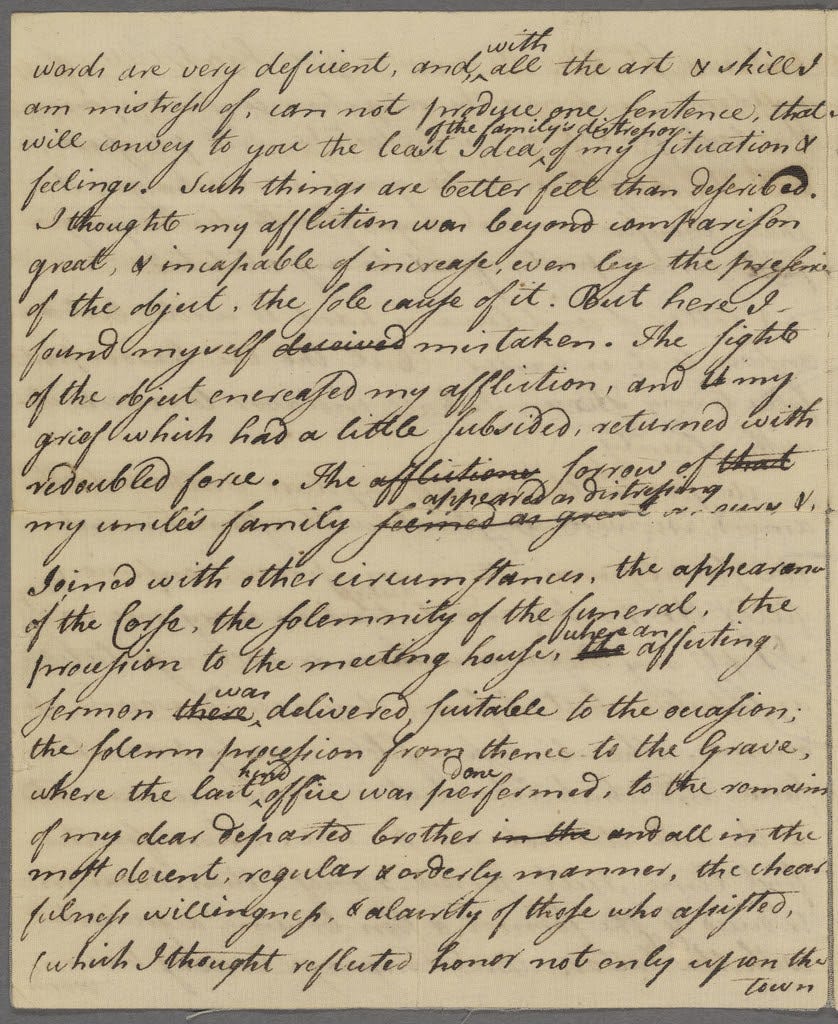 with
words are very deficient, and, all the art & skill I
am mistress of, can not produce one sentence, that
of the family's distress or
will convey to you the least Idea, of my situation &
feelings. Such things are better felt than described.
I thought my affliction was beyond comparison
great, & incapable of increase, even by the presence
of the object, the sole cause of it. But here I
found myself deceived mistaken. The sight
of the object encreased my affliction, and my
grief which had a little subsided, returned with
redoubled force. The afflictions sorrow of that
appeared as distressing
my uncle's family seemed as great &.
Joined with other circumstances, the appearance
of the Corse, the solemnity of the funeral, the
where an
procession to the meeting house, the affecting
was
sermon there, delivered, suitable to the occasion;
the solemn procession from thence to the Grave,
kind done
where the last office was performed, to the remains
of my dear departed brother in the and all in the
most decent, regular & orderly manner, the chear
fulness willingness, & alacrity of those who assisted,
(which I thought reflected honor not only upon the
town